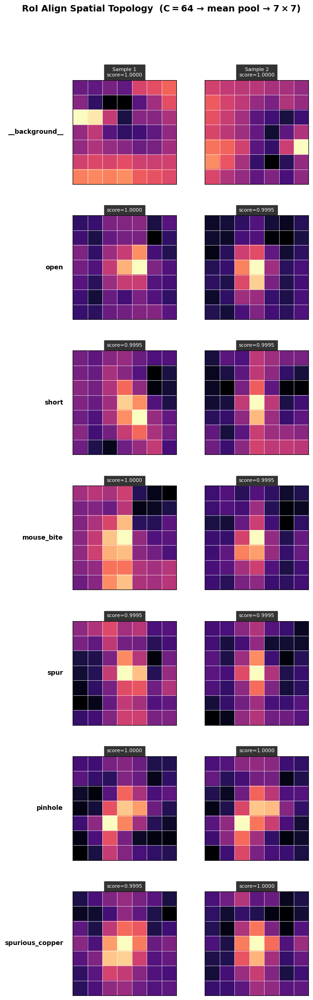 RoI Align Spatial Topology  (C = 64 → mean pool → 7 × 7)
Sample 1
score=1.0000
Sample 2
score=1.0000
__background__
score=1.0000
score=0.9995
open
score=0.9995
score=0.9995
short
score=1.0000
score=0.9995
mouse_bite
score=0.9995
score=0.9995
spur
score=1.0000
score=1.0000
pinhole
score=0.9995
score=1.0000
spurious_copper